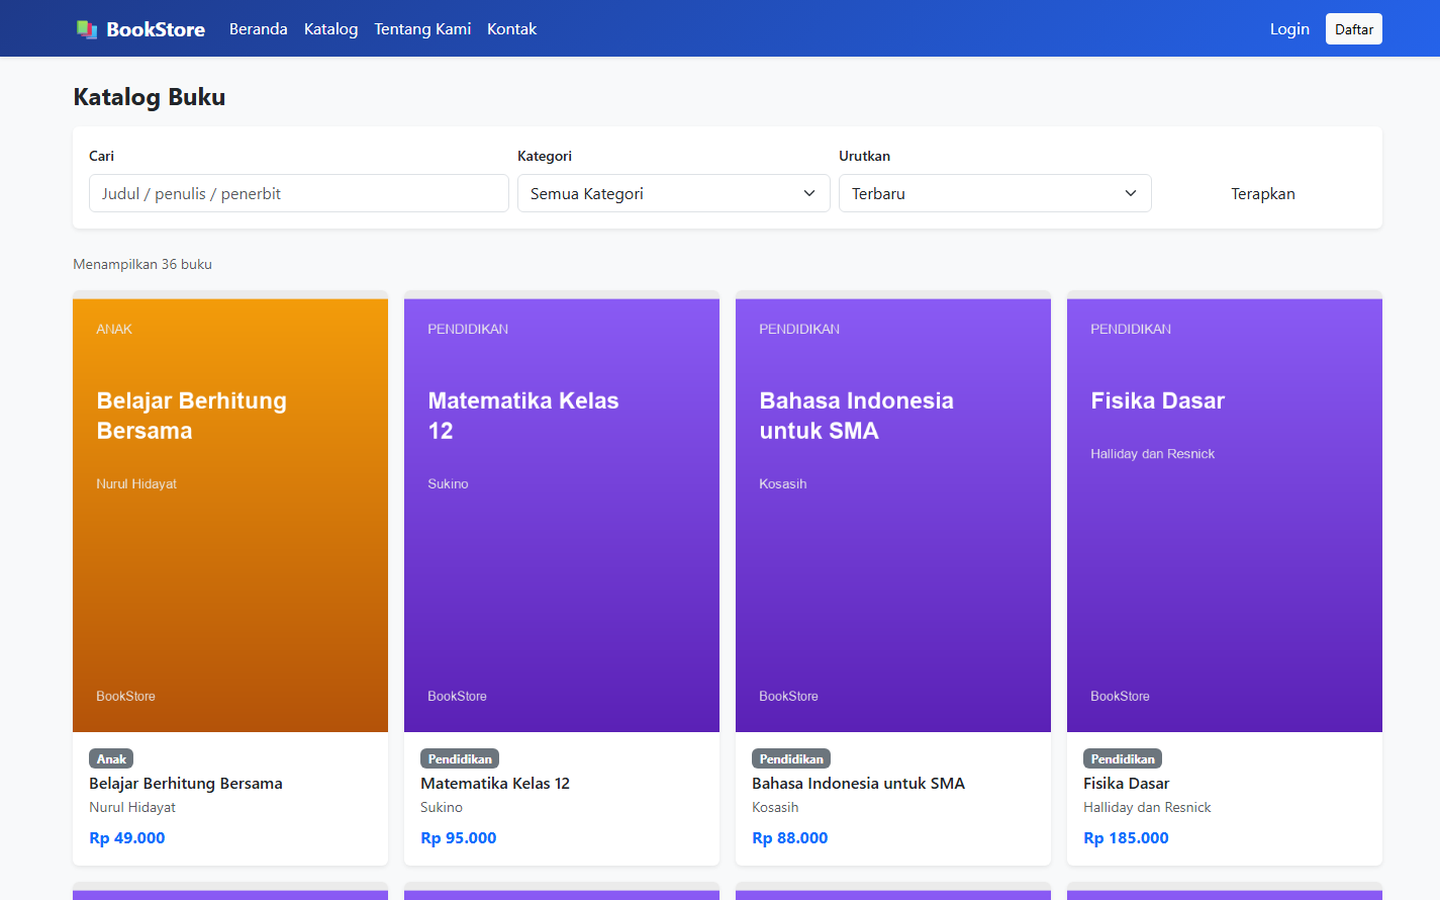 BookStore
Beranda
Katalog
Tentang Kami
Kontak
Login
Daftar
Katalog Buku
Cari
Kategori
Urutkan
Judul / penulis / penerbit
Semua Kategori
Terbaru
Terapkan
Menampilkan 36 buku
ANAK
Belajar Berhitung
Bersama
Nurul Hidayat
BookStore
Anak
Belajar Berhitung Bersama
Nurul Hidayat
Rp 49.000
PENDIDIKAN
Matematika Kelas
12
Sukino
BookStore
Pendidikan
Matematika Kelas 12
Sukino
Rp 95.000
PENDIDIKAN
Bahasa Indonesia
untuk SMA
Kosasih
BookStore
Pendidikan
Bahasa Indonesia untuk SMA
Kosasih
Rp 88.000
PENDIDIKAN
Fisika Dasar
Halliday dan Resnick
BookStore
Pendidikan
Fisika Dasar
Halliday dan Resnick
Rp 185.000